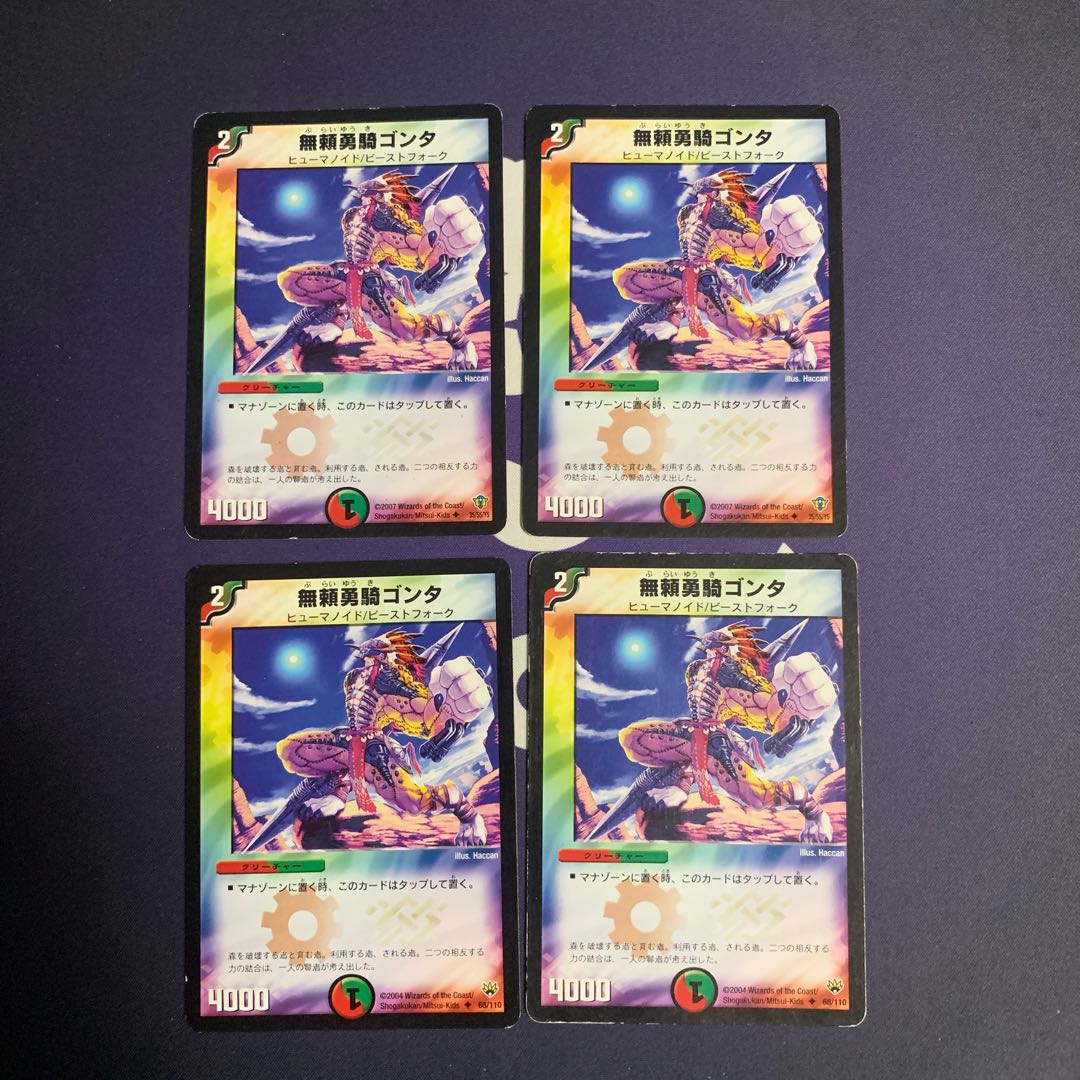 2
ぶ らい ゆう き
無頼勇騎ゴンタ
ヒューマノイド/ビーストフォーク
illus. Haccan
クリーチャー
■ マナゾーンに置く時、このカードはタップして置く。
森を破壊する者と育む者。利用する者、される者。二つの相反する力
の結合は、一人の賢者が考え出した。
4000
1
©2007 Wizards of the Coast/
Shogakukan/Mitsui-Kids ◆ 35/55/Y5
2
ぶ らい ゆう き
無頼勇騎ゴンタ
ヒューマノイド/ビーストフォーク
illus. Haccan
クリーチャー
■ マナゾーンに置く時、このカードはタップして置く。
森を破壊する者と育む者。利用する者、される者。二つの相反する力
の結合は、一人の賢者が考え出した。
4000
1
©2007 Wizards of the Coast/
Shogakukan/Mitsui-Kids ◆ 35/55/Y5
2
ぶ らい ゆう き
無頼勇騎ゴンタ
ヒューマノイド/ビーストフォーク
illus. Haccan
クリーチャー
■ マナゾーンに置く時、このカードはタップして置く。
森を破壊する者と育む者。利用する者、される者。二つの相反する
力の結合は、一人の賢者が考え出した。
4000
1
©2004 Wizards of the Coast/
Shogakukan/Mitsui-Kids ◆ 68/110
2
ぶ らい ゆう き
無頼勇騎ゴンタ
ヒューマノイド/ビーストフォーク
illus. Haccan
クリーチャー
■ マナゾーンに置く時、このカードはタップして置く。
森を破壊する者と育む者。利用する者、される者。二つの相反する
力の結合は、一人の賢者が考え出した。
4000
1
©2004 Wizards of the Coast/
Shogakukan/Mitsui-Kids ◆ 68/110